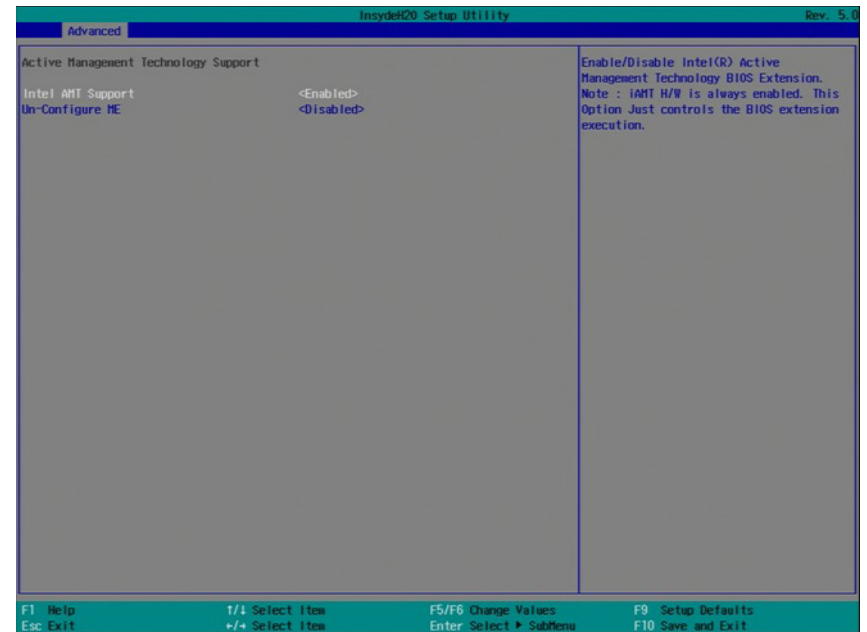 InsydeH20 Setup Utility Rev. 5.0
Advanced
Active Management Technology Support
Intel AMT Support <Enabled>
Un-Configure ME <Disabled>
Enable/Disable Intel(R) Active
Management Technology BIOS Extension.
Note : iAMT H/W is always enabled. This
Option Just controls the BIOS extension
execution.
F1 Help ↑/↓ Select Item F5/F6 Change Values F9 Setup Defaults
Esc Exit ←/→ Select Item Enter Select ▶ SubMenu F10 Save and Exit